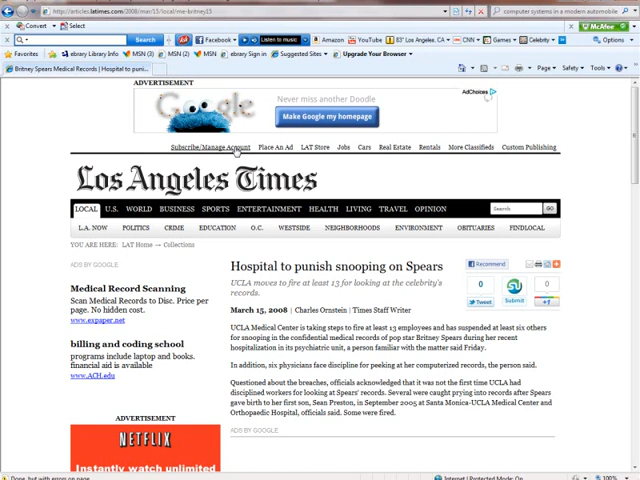 http://articles.latimes.com/2008/mar/15/local/me-britney15
computer systems in a modern automobile
Convert
Select
McAfee
Search
Facebook
Listen to music
Amazon
YouTube
83° Los Angeles, CA
CNN
Games
Celebrity
Options
Favorites
ebrary Library Info
MSN (3)
MSN (2)
ebrary Sign in
Suggested Sites
Upgrade Your Browser
Britney Spears Medical Records | Hospital to puni...
Page
Safety
Tools
ADVERTISEMENT
Google
Never miss another Doodle
Make Google my homepage
AdChoices
Subscribe/Manage Account
Place An Ad
LAT Store
Jobs
Cars
Real Estate
Rentals
More Classifieds
Custom Publishing
Los Angeles Times
LOCAL
U.S.
WORLD
BUSINESS
SPORTS
ENTERTAINMENT
HEALTH
LIVING
TRAVEL
OPINION
Search
GO
L.A. NOW
POLITICS
CRIME
EDUCATION
O.C.
WESTSIDE
NEIGHBORHOODS
ENVIRONMENT
OBITUARIES
FINDLOCAL
YOU ARE HERE: LAT Home → Collections
ADS BY GOOGLE
Medical Record Scanning
Scan Medical Records to Disc. Price per
page. No hidden cost.
www.expaper.net
billing and coding school
programs include laptop and books.
financial aid is available
www.ACH.edu
ADVERTISEMENT
NETFLIX
Instantly watch unlimited
Hospital to punish snooping on Spears
UCLA moves to fire at least 13 for looking at the celebrity's
records.
March 15, 2008 | Charles Ornstein | Times Staff Writer
Recommend
0
Tweet
Submit
0
+1
UCLA Medical Center is taking steps to fire at least 13 employees and has suspended at least six others
for snooping in the confidential medical records of pop star Britney Spears during her recent
hospitalization in its psychiatric unit, a person familiar with the matter said Friday.
In addition, six physicians face discipline for peeking at her computerized records, the person said.
Questioned about the breaches, officials acknowledged that it was not the first time UCLA had
disciplined workers for looking at Spears' records. Several were caught prying into records after Spears
gave birth to her first son, Sean Preston, in September 2005 at Santa Monica-UCLA Medical Center and
Orthopaedic Hospital, officials said. Some were fired.
ADS BY GOOGLE
Done, but with errors on page.
Internet | Protected Mode: On
100%